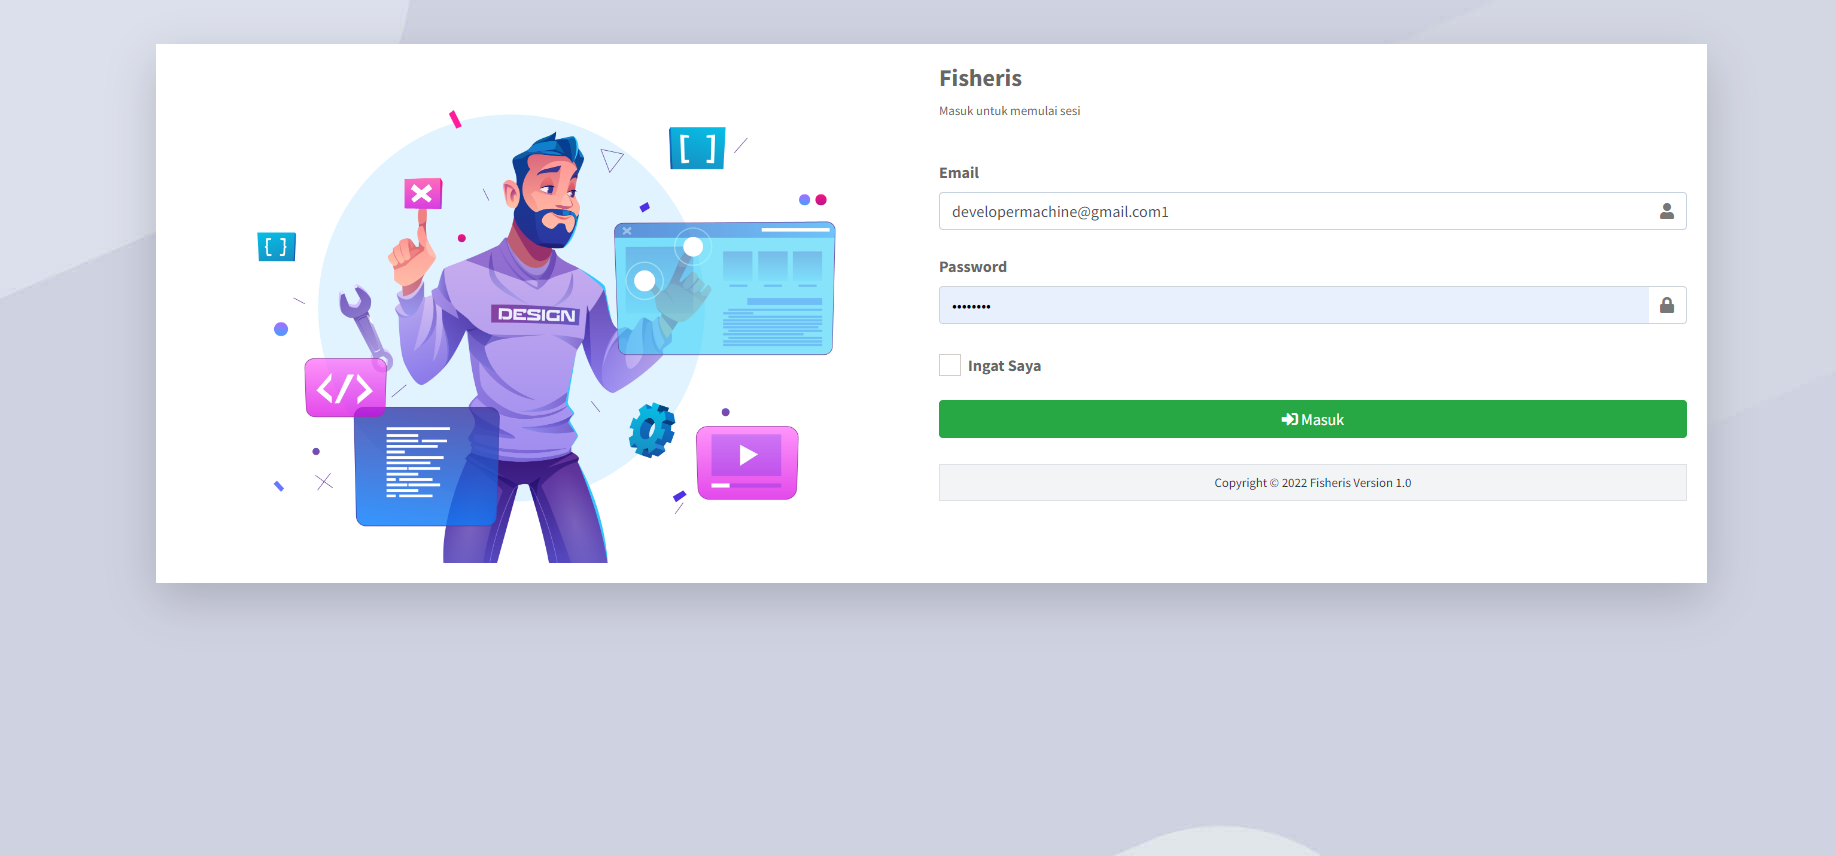 Fisheris
Masuk untuk memulai sesi
Email
developermachine@gmail.com1
Password
••••••••
Ingat Saya
Masuk
Copyright © 2022 Fisheris Version 1.0
[ ]
{ }
DESIGN
</>